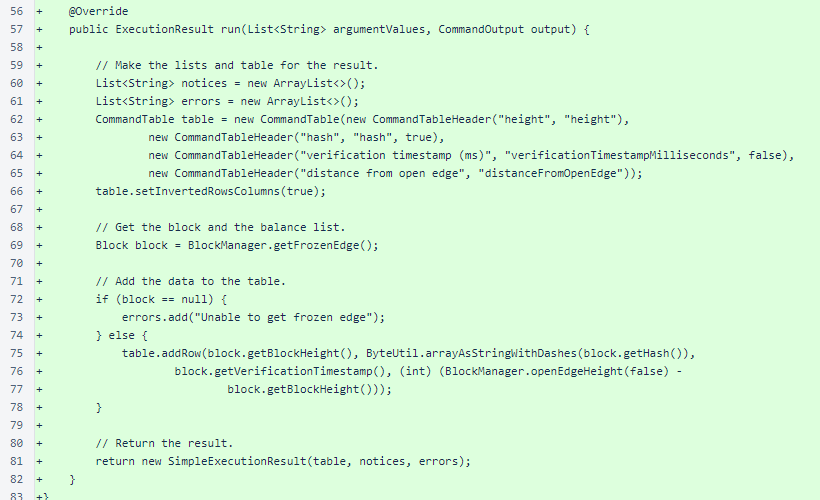 56 +    @Override
57 +    public ExecutionResult run(List<String> argumentValues, CommandOutput output) {
58 +
59 +        // Make the lists and table for the result.
60 +        List<String> notices = new ArrayList<>();
61 +        List<String> errors = new ArrayList<>();
62 +        CommandTable table = new CommandTable(new CommandTableHeader("height", "height"),
63 +                new CommandTableHeader("hash", "hash", true),
64 +                new CommandTableHeader("verification timestamp (ms)", "verificationTimestampMilliseconds", false),
65 +                new CommandTableHeader("distance from open edge", "distanceFromOpenEdge"));
66 +        table.setInvertedRowsColumns(true);
67 +
68 +        // Get the block and the balance list.
69 +        Block block = BlockManager.getFrozenEdge();
70 +
71 +        // Add the data to the table.
72 +        if (block == null) {
73 +            errors.add("Unable to get frozen edge");
74 +        } else {
75 +            table.addRow(block.getBlockHeight(), ByteUtil.arrayAsStringWithDashes(block.getHash()),
76 +                    block.getVerificationTimestamp(), (int) (BlockManager.openEdgeHeight(false) -
77 +                            block.getBlockHeight()));
78 +        }
79 +
80 +        // Return the result.
81 +        return new SimpleExecutionResult(table, notices, errors);
82 +    }
83 +}